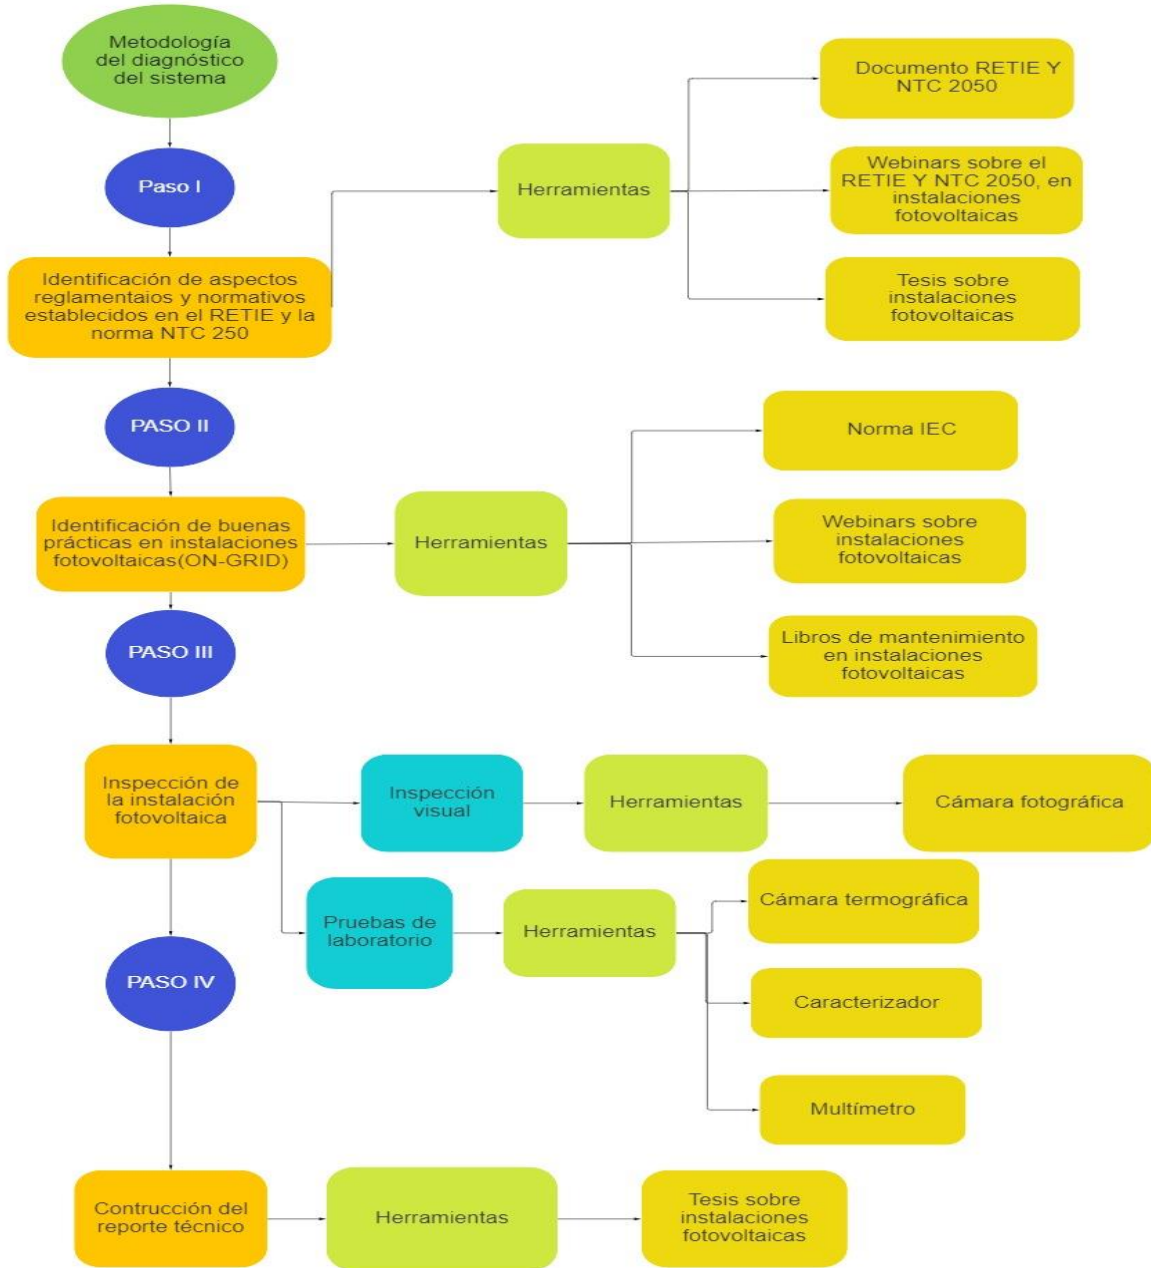 Metodología
del diagnóstico
del sistema
Paso I
Identificación de aspectos
reglamentaios y normativos
establecidos en el RETIE y la
norma NTC 250
Herramientas
Documento RETIE Y
NTC 2050
Webinars sobre el
RETIE Y NTC 2050, en
instalaciones
fotovoltaicas
Tesis sobre
instalaciones
fotovoltaicas
PASO II
Identificación de buenas
prácticas en instalaciones
fotovoltaicas(ON-GRID)
Herramientas
Norma IEC
Webinars sobre
instalaciones
fotovoltaicas
Libros de mantenimiento
en instalaciones
fotovoltaicas
PASO III
Inspección de
la instalación
fotovoltaica
Inspección
visual
Herramientas
Cámara fotográfica
Pruebas de
laboratorio
Herramientas
Cámara termográfica
Caracterizador
Multímetro
PASO IV
Contrucción del
reporte técnico
Herramientas
Tesis sobre
instalaciones
fotovoltaicas